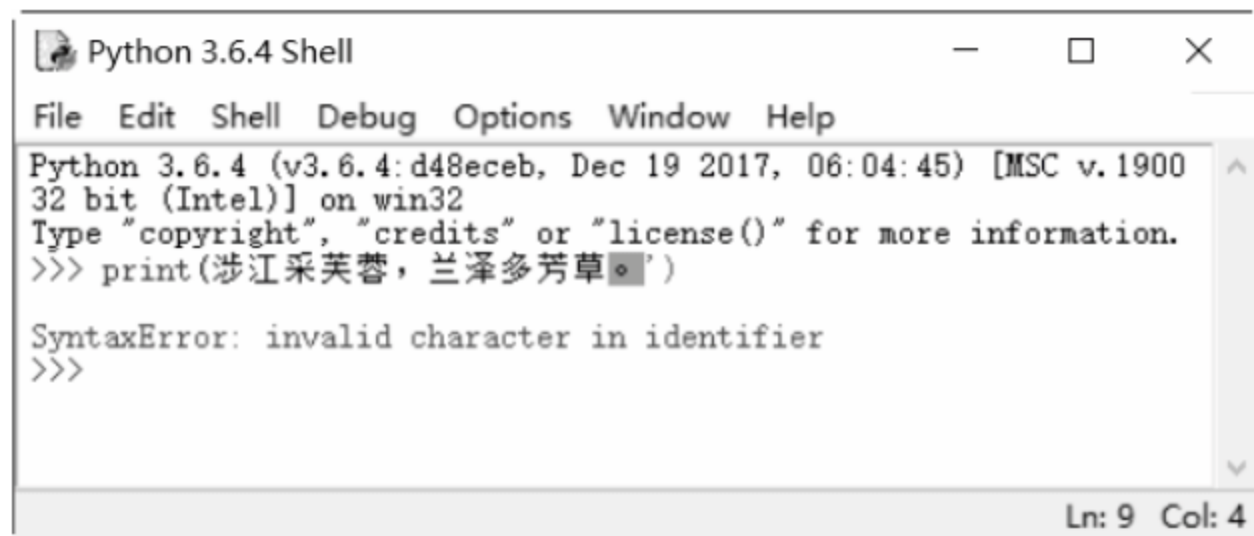 Python 3.6.4 Shell
File Edit Shell Debug Options Window Help
Python 3.6.4 (v3.6.4:d48eceb, Dec 19 2017, 06:04:45) [MSC v.1900
32 bit (Intel)] on win32
Type "copyright", "credits" or "license()" for more information.
>>> print(涉江采芙蓉，兰泽多芳草。')
SyntaxError: invalid character in identifier
>>>
Ln: 9 Col: 4